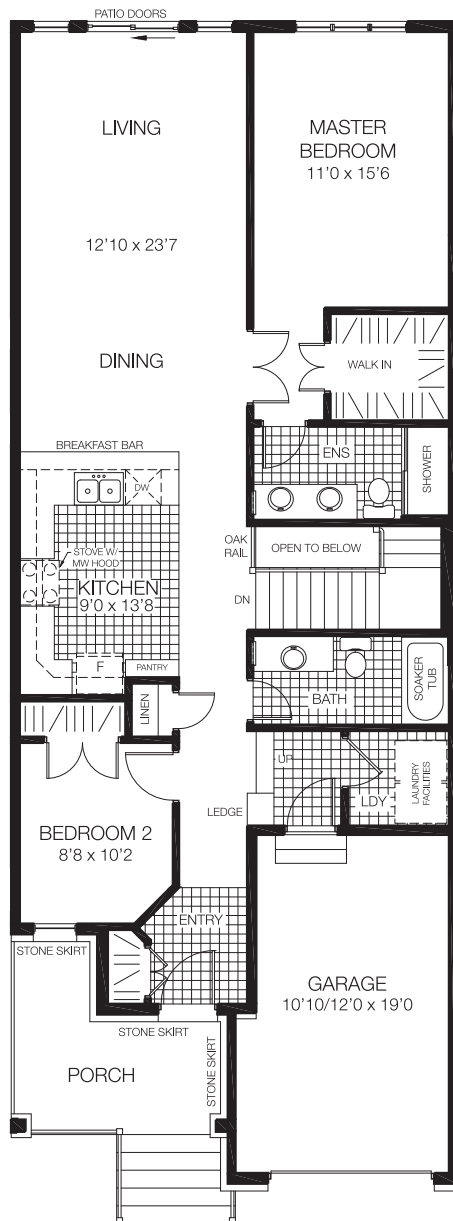 PATIO DOORS
LIVING
12'10 x 23'7
MASTER
BEDROOM
11'0 x 15'6
DINING
WALK IN
BREAKFAST BAR
ENS
SHOWER
DW
STOVE W/
MW HOOD
KITCHEN
9'0 x 13'8
OAK
RAIL
OPEN TO BELOW
DN
F
PANTRY
LINEN
BATH
SOAKER
TUB
UP
LDY
LAUNDRY
FACILITIES
LEDGE
BEDROOM 2
8'8 x 10'2
ENTRY
STONE SKIRT
STONE SKIRT
STONE SKIRT
PORCH
GARAGE
10'10/12'0 x 19'0